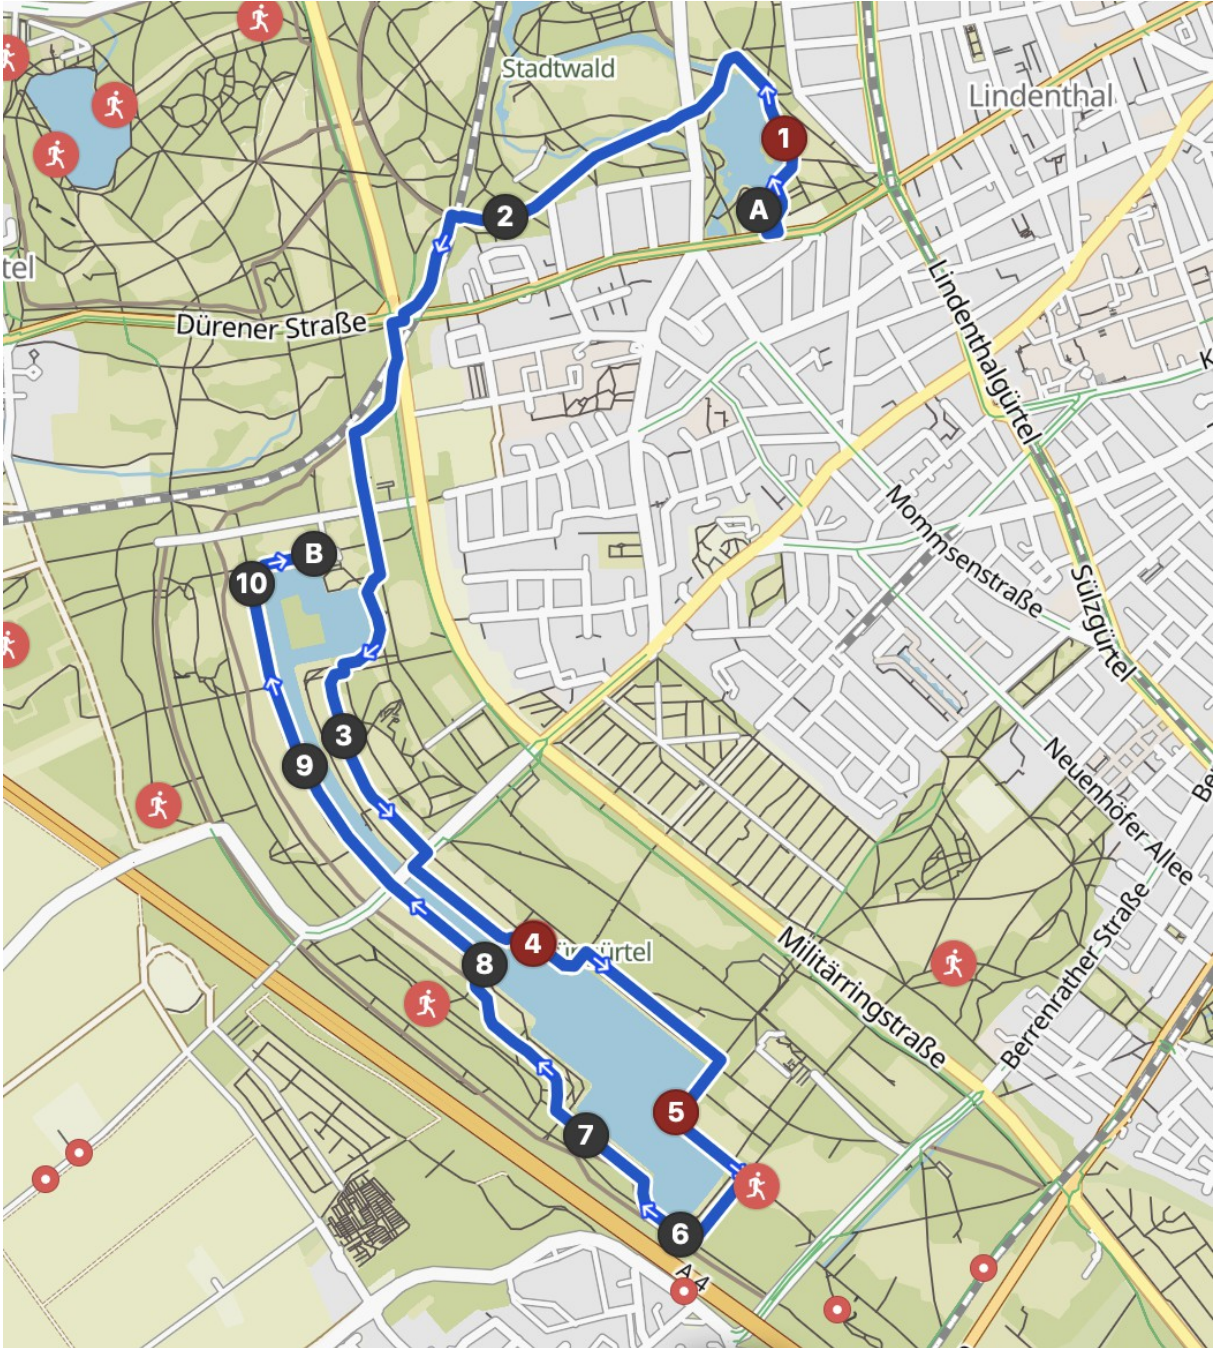 Stadtwald
Lindenthal
1
A
2
tel
Dürener Straße
Lindenthalgürtel
K
Mommsenstraße
B
10
Sülzgürtel
3
9
Neuenhöfer Allee
Be
4
8
Militärringstraße
Berrenrather Straße
5
7
6
A 4